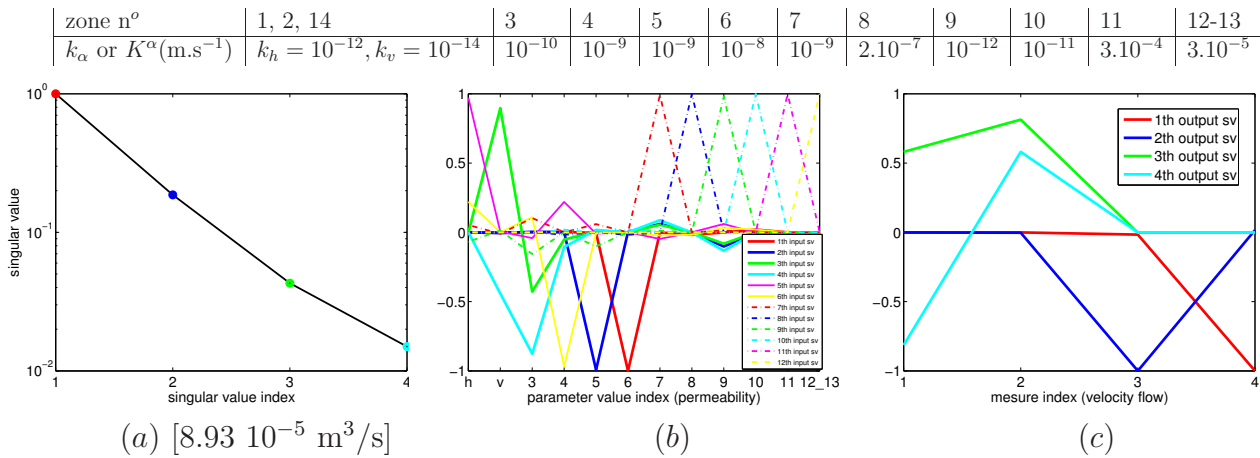 zone nº 1, 2, 14 3 4 5 6 7 8 9 10 11 12-13
kα or Kα(m.s⁻¹) kh = 10⁻¹², kv = 10⁻¹⁴ 10⁻¹⁰ 10⁻⁹ 10⁻⁹ 10⁻⁸ 10⁻⁹ 2.10⁻⁷ 10⁻¹² 10⁻¹¹ 3.10⁻⁴ 3.10⁻⁵
10⁰
10⁻¹
10⁻²
singular value
1 2 3 4
singular value index
(a) [8.93 10⁻⁵ m³/s]
1
0.5
0
−0.5
−1
1th input sv
2th input sv
3th input sv
4th input sv
5th input sv
6th input sv
7th input sv
8th input sv
9th input sv
10th input sv
11th input sv
12th input sv
h v 3 4 5 6 7 8 9 10 11 12_13
parameter value index (permeability)
(b)
1
0.5
0
−0.5
−1
1th output sv
2th output sv
3th output sv
4th output sv
1 2 3 4
mesure index (velocity flow)
(c)